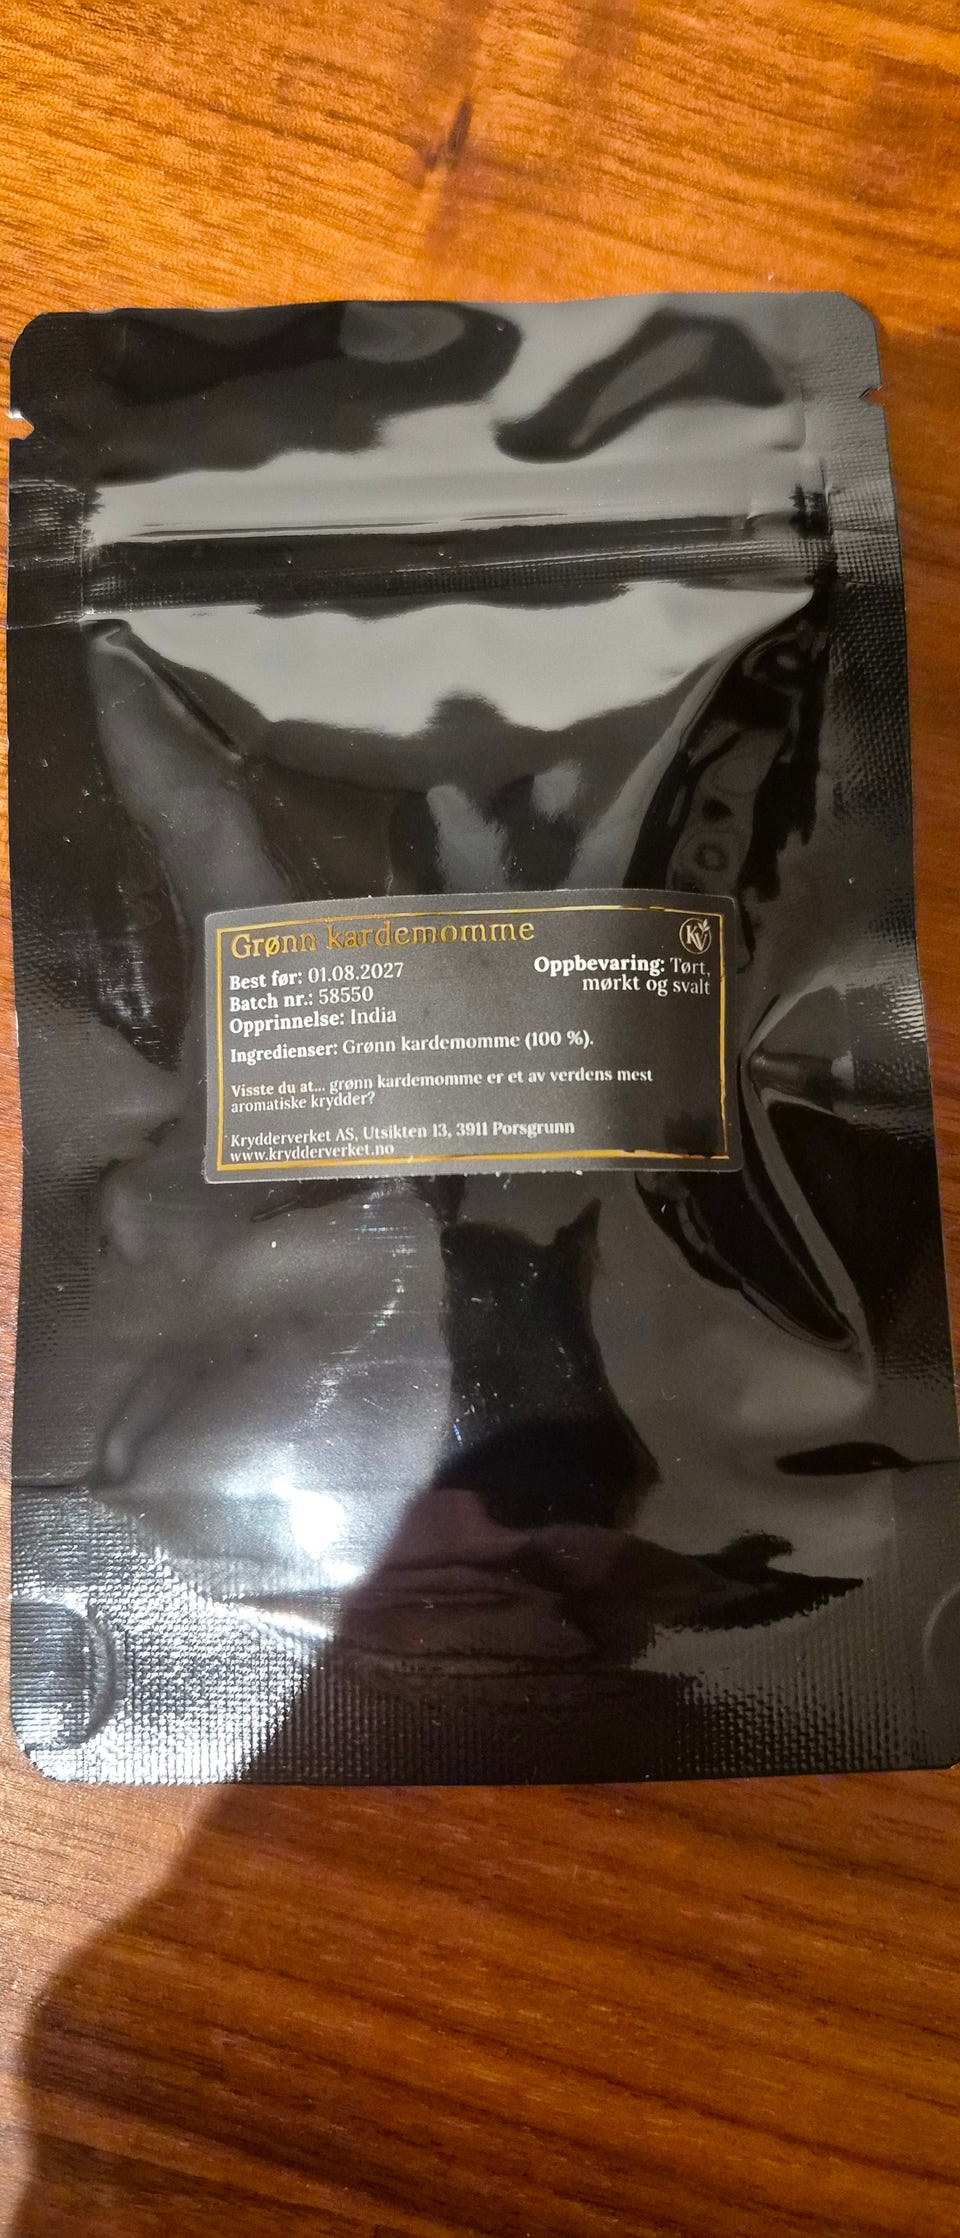 Grønn kardemomme
KV
Best før: 01.08.2027
Batch nr.: 58550
Opprinnelse: India
Oppbevaring: Tørt,
mørkt og svalt
Ingredienser: Grønn kardemomme (100 %).
Visste du at... grønn kardemomme er et av verdens mest
aromatiske krydder?
Krydderverket AS, Utsikten 13, 3911 Porsgrunn
www.krydderverket.no